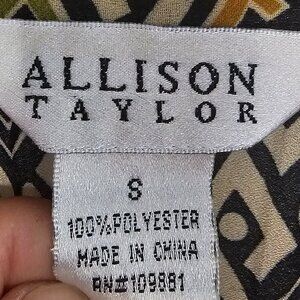 ALLISON
TAYLOR
S
100%POLYESTER
MADE IN CHINA
RN#109881